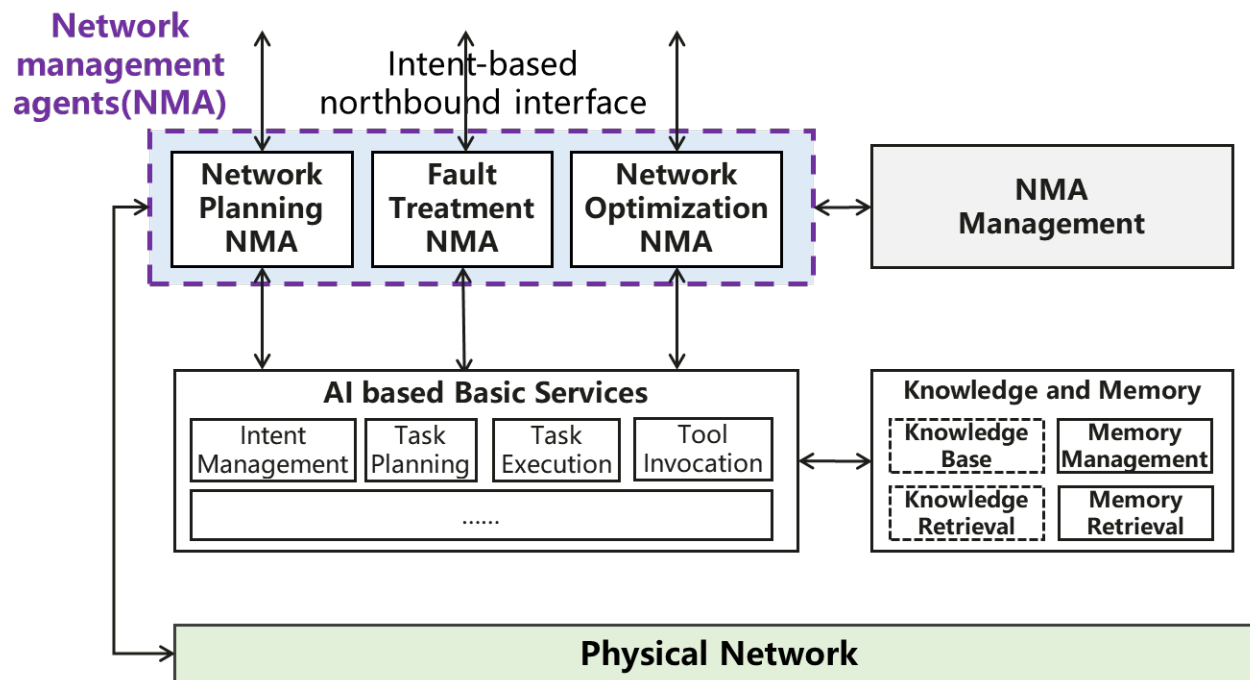 Network
management
agents(NMA)
Intent-based
northbound interface
Network
Planning
NMA
Fault
Treatment
NMA
Network
Optimization
NMA
NMA
Management
AI based Basic Services
Intent
Management
Task
Planning
Task
Execution
Tool
Invocation
......
Knowledge and Memory
Knowledge
Base
Memory
Management
Knowledge
Retrieval
Memory
Retrieval
Physical Network